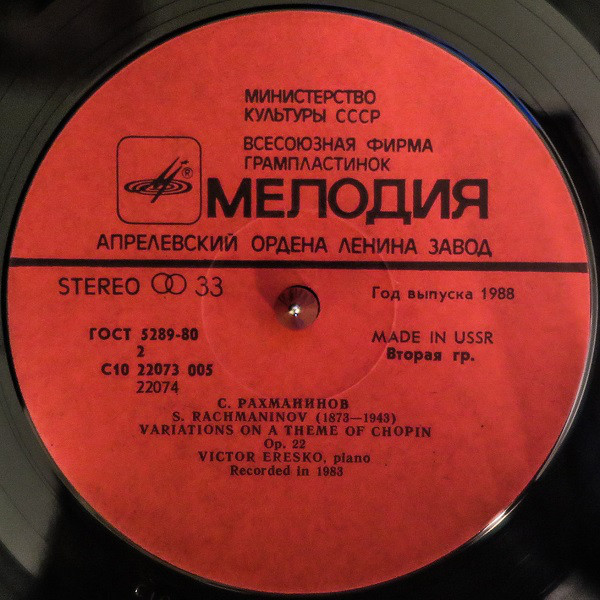 МИНИСТЕРСТВО
КУЛЬТУРЫ СССР
ВСЕСОЮЗНАЯ ФИРМА
ГРАМПЛАСТИНОК
®
МЕЛОДИЯ
АПРЕЛЕВСКИЙ ОРДЕНА ЛЕНИНА ЗАВОД
STEREO 33
Год выпуска 1988
ГОСТ 5289-80
2
С10 22073 005
22074
MADE IN USSR
Вторая гр.
С. РАХМАНИНОВ
S. RACHMANINOV (1873—1943)
VARIATIONS ON A THEME OF CHOPIN
Op. 22
VICTOR ERESKO, piano
Recorded in 1983